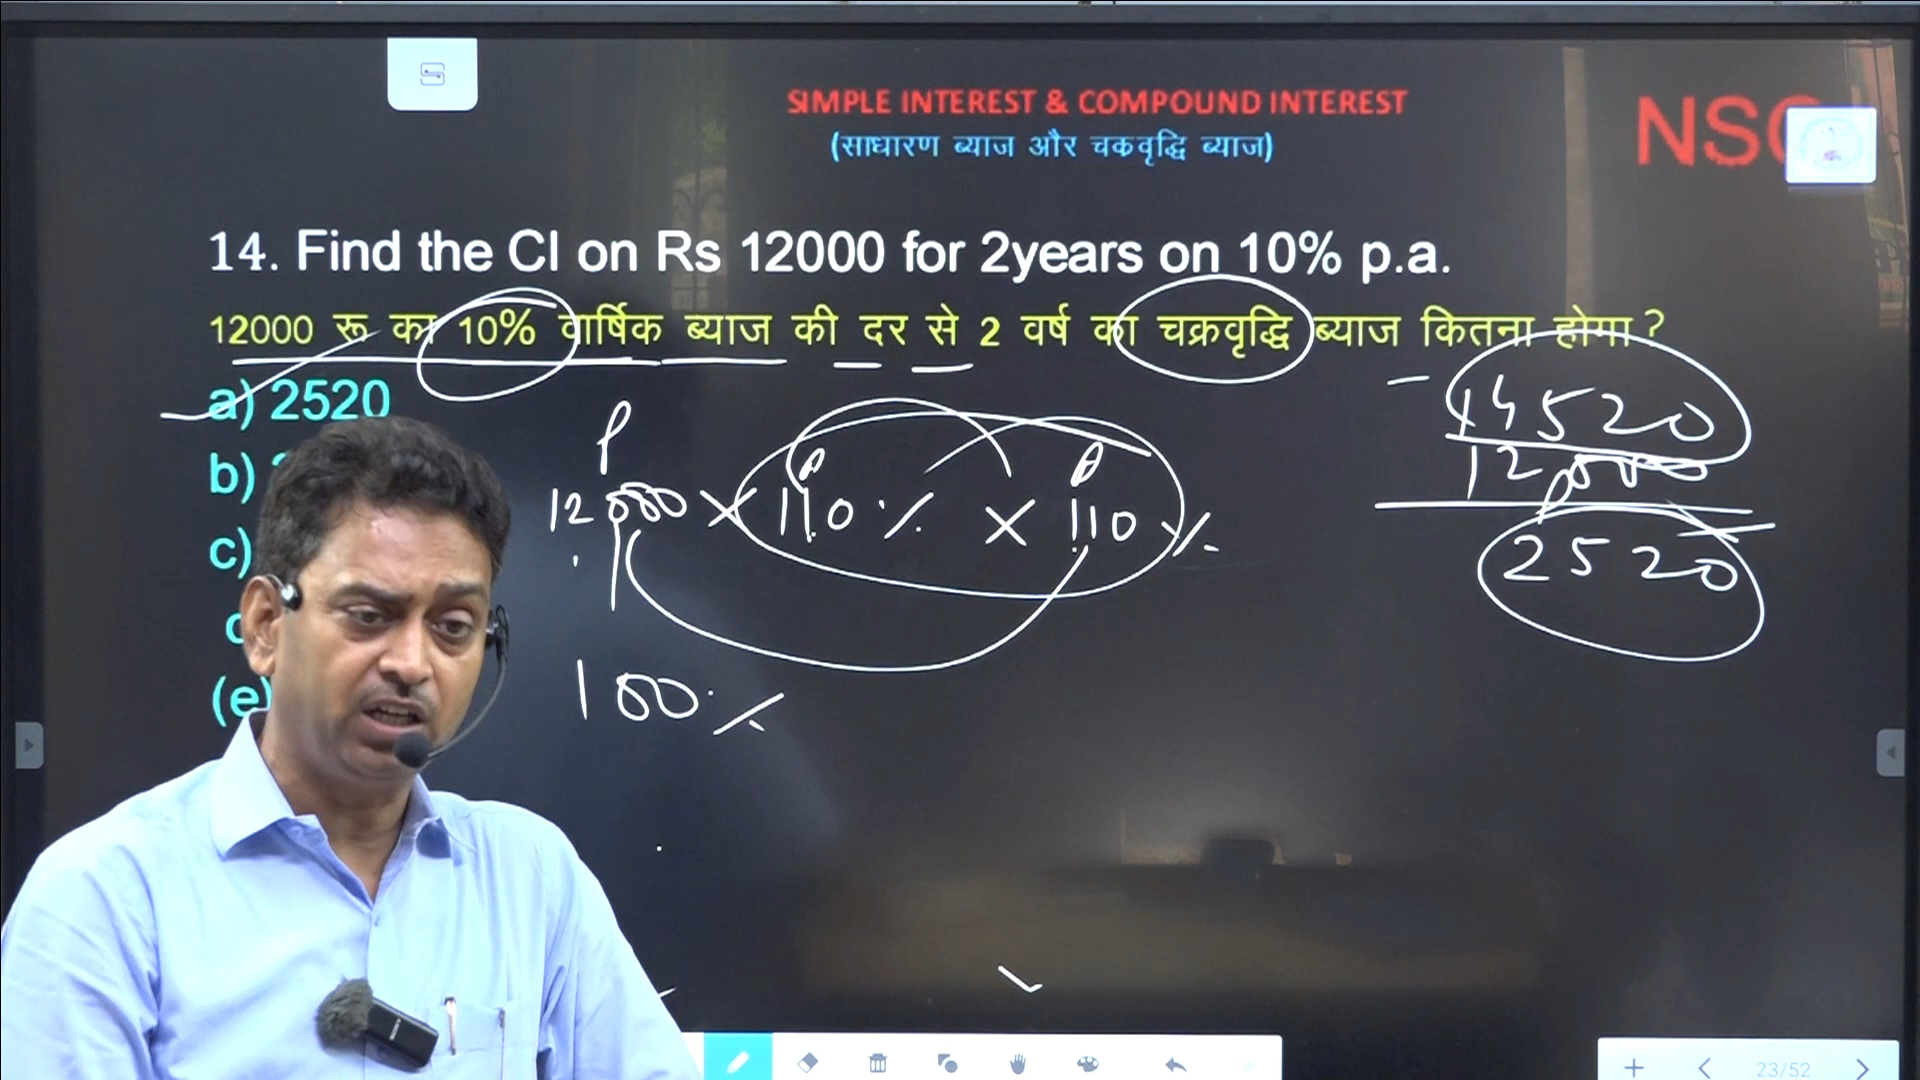 SIMPLE INTEREST & COMPOUND INTEREST
(साधारण ब्याज और चक्रवृद्धि ब्याज)
NS
14. Find the CI on Rs 12000 for 2years on 10% p.a.
12000 रू का 10% वार्षिक ब्याज की दर से 2 वर्ष का चक्रवृद्धि ब्याज कितना होगा ?
a) 2520
b)
c)
(e)
P
12000 × 110 % × 110 %
100 %
- 14520
12000
2520
23/52